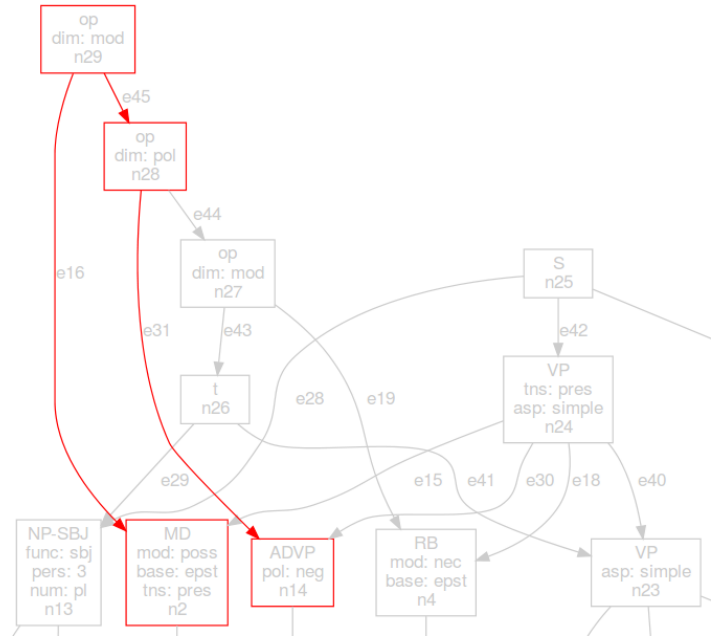 op
dim: mod
n29
e45
op
dim: pol
n28
e44
op
dim: mod
n27
S
n25
e16
e31
e43
e42
t
n26
e28
e19
VP
tns: pres
asp: simple
n24
e29
e15
e41
e30
e18
e40
NP-SBJ
func: sbj
pers: 3
num: pl
n13
MD
mod: poss
base: epst
tns: pres
n2
ADVP
pol: neg
n14
RB
mod: nec
base: epst
n4
VP
asp: simple
n23